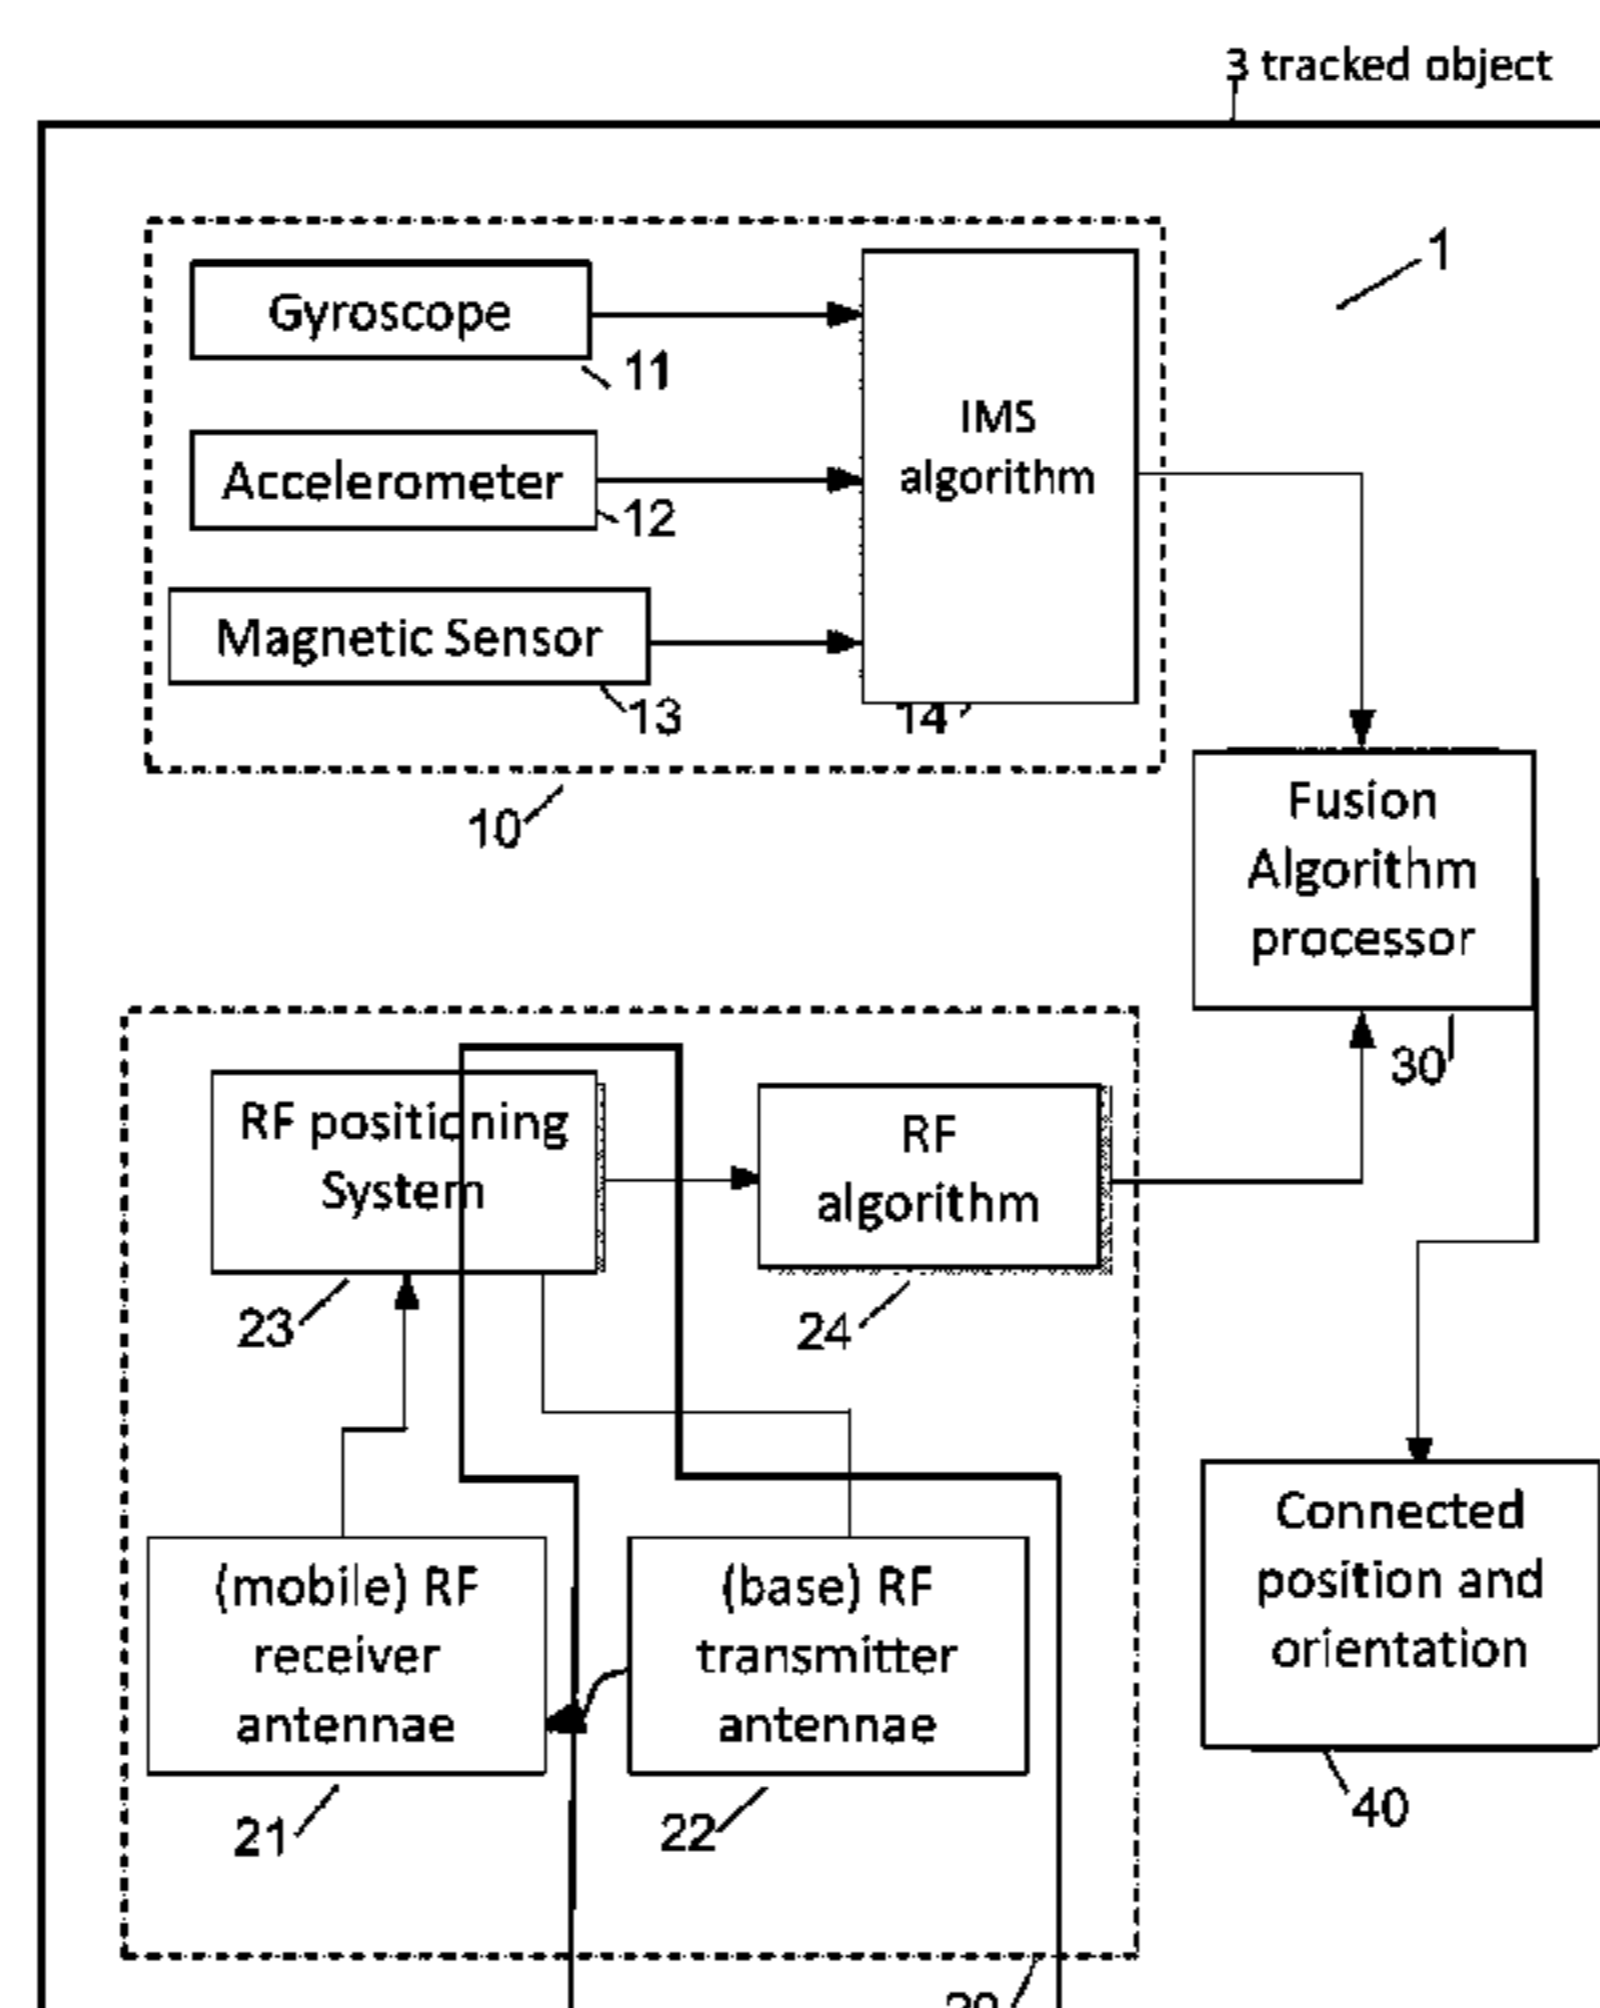 3 tracked object
1
Gyroscope
11
Accelerometer
12
Magnetic Sensor
13
IMS
algorithm
14
10
Fusion
Algorithm
processor
30
RF positioning
System
23
RF
algorithm
24
(mobile) RF
receiver
antennae
21
(base) RF
transmitter
antennae
22
Connected
position and
orientation
40